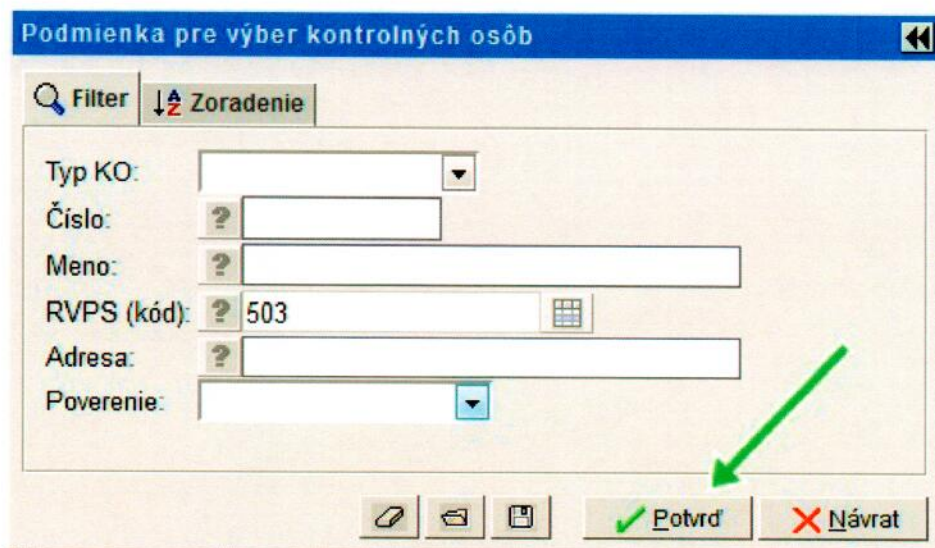 Podmienka pre výber kontrolných osôb
Filter
Zoradenie
Typ KO:
Číslo:
Meno:
RVPS (kód): 503
Adresa:
Poverenie:
Potvrď
Návrat